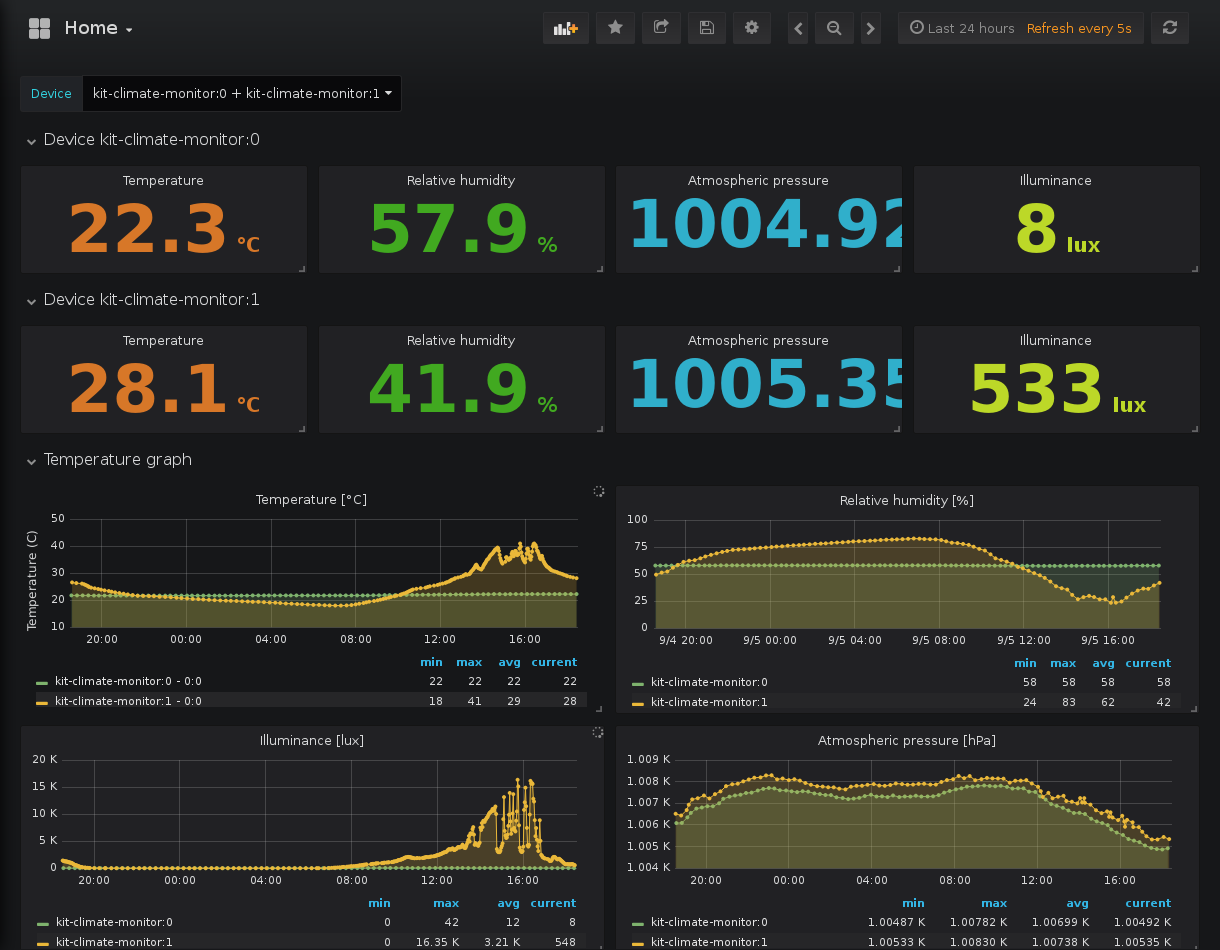 Home
Last 24 hours Refresh every 5s
Device kit-climate-monitor:0 + kit-climate-monitor:1
Device kit-climate-monitor:0
Temperature Relative humidity Atmospheric pressure Illuminance
22.3 °C 57.9 % 1004.92 8 lux
Device kit-climate-monitor:1
Temperature Relative humidity Atmospheric pressure Illuminance
28.1 °C 41.9 % 1005.35 533 lux
Temperature graph
Temperature [°C]
Temperature (C)
50
40
30
20
10
20:00 00:00 04:00 08:00 12:00 16:00
min max avg current
kit-climate-monitor:0 - 0:0 22 22 22 22
kit-climate-monitor:1 - 0:0 18 41 29 28
Relative humidity [%]
100
75
50
25
0
9/4 20:00 9/5 00:00 9/5 04:00 9/5 08:00 9/5 12:00 9/5 16:00
min max avg current
kit-climate-monitor:0 58 58 58 58
kit-climate-monitor:1 24 83 62 42
Illuminance [lux]
20 K
15 K
10 K
5 K
0
20:00 00:00 04:00 08:00 12:00 16:00
min max avg current
kit-climate-monitor:0 0 42 12 8
kit-climate-monitor:1 0 16.35 K 3.21 K 548
Atmospheric pressure [hPa]
1.009 K
1.008 K
1.007 K
1.006 K
1.005 K
1.004 K
20:00 00:00 04:00 08:00 12:00 16:00
min max avg current
kit-climate-monitor:0 1.00487 K 1.00782 K 1.00699 K 1.00492 K
kit-climate-monitor:1 1.00533 K 1.00830 K 1.00738 K 1.00535 K